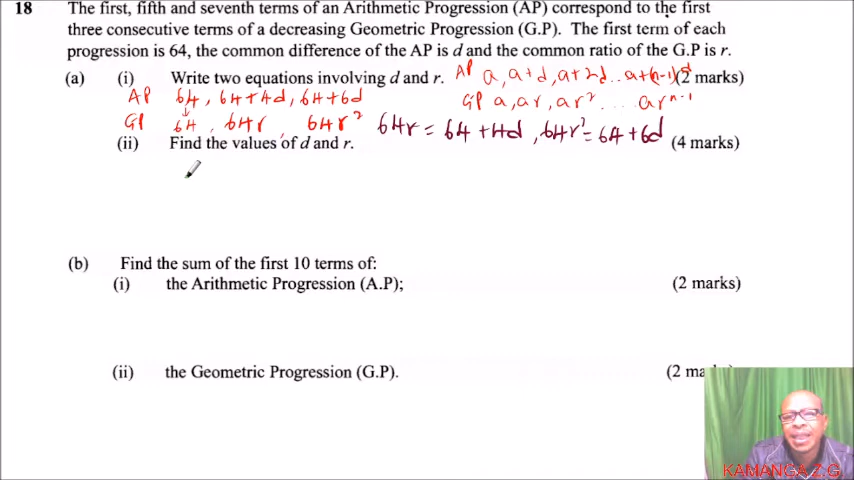 18 The first, fifth and seventh terms of an Arithmetic Progression (AP) correspond to the first
three consecutive terms of a decreasing Geometric Progression (G.P). The first term of each
progression is 64, the common difference of the AP is d and the common ratio of the G.P is r.
(a) (i) Write two equations involving d and r. AP a, a+d, a+2d... a+(n-1)d (2 marks)
AP 64, 64+4d, 64+6d GP a, ar, ar² .... ar^n-1
GP 64, 64r, 64r² 64r = 64+4d, 64r² = 64+6d
(ii) Find the values of d and r. (4 marks)
(b) Find the sum of the first 10 terms of:
(i) the Arithmetic Progression (A.P); (2 marks)
(ii) the Geometric Progression (G.P). (2 ma
KAMANGA.Z.G